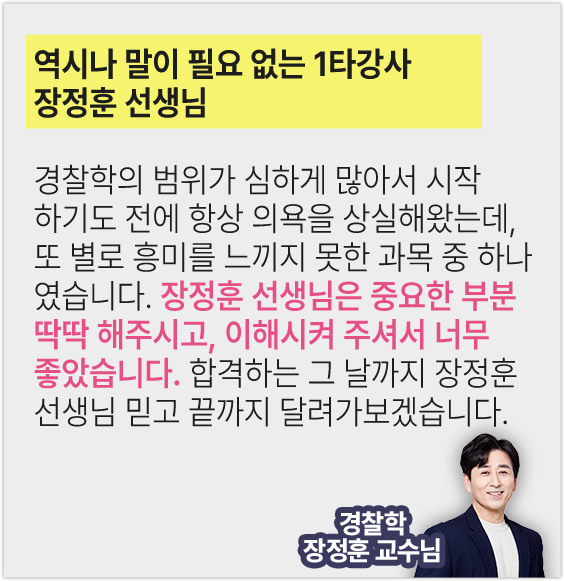 역시나 말이 필요 없는 1타강사
장정훈 선생님
경찰학의 범위가 심하게 많아서 시작
하기도 전에 항상 의욕을 상실해왔는데,
또 별로 흥미를 느끼지 못한 과목 중 하나
였습니다. 장정훈 선생님은 중요한 부분
딱딱 해주시고, 이해시켜 주셔서 너무
좋았습니다. 합격하는 그 날까지 장정훈
선생님 믿고 끝까지 달려가보겠습니다.
경찰학
장정훈 교수님